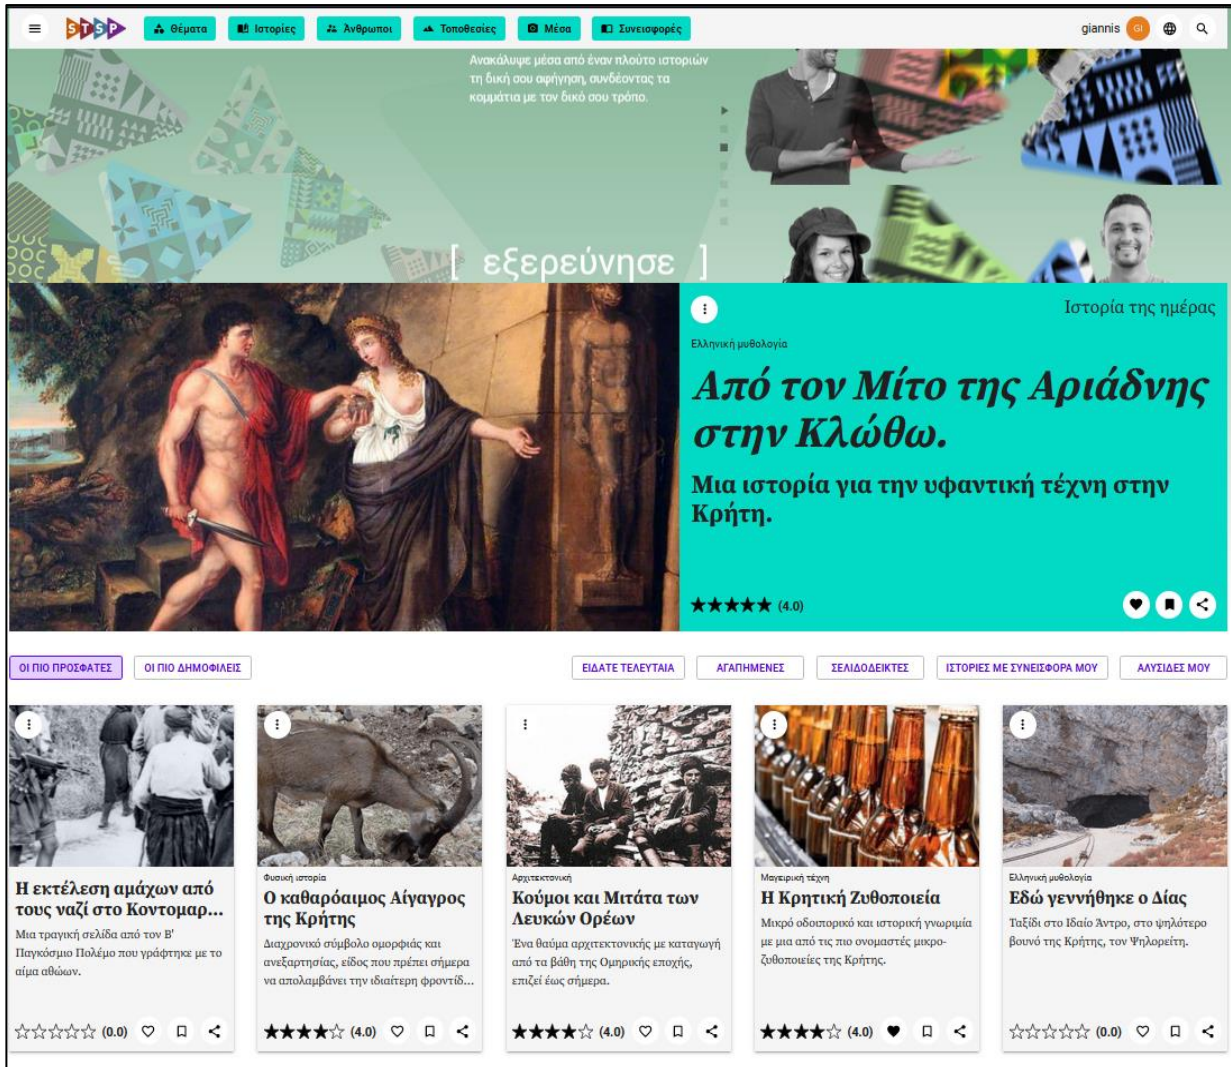 STSP
Θέματα
Ιστορίες
Άνθρωποι
Τοποθεσίες
Μέσα
Συνεισφορές
giannis
GI
Ανακάλυψε μέσα από έναν πλούτο ιστοριών
τη δική σου αφήγηση, συνδέοντας τα
κομμάτια με τον δικό σου τρόπο.
[ εξερεύνησε ]
Ιστορία της ημέρας
Ελληνική μυθολογία
Από τον Μίτο της Αριάδνης
στην Κλώθω.
Μια ιστορία για την υφαντική τέχνη στην
Κρήτη.
★★★★★ (4.0)
ΟΙ ΠΙΟ ΠΡΟΣΦΑΤΕΣ
ΟΙ ΠΙΟ ΔΗΜΟΦΙΛΕΙΣ
ΕΙΔΑΤΕ ΤΕΛΕΥΤΑΙΑ
ΑΓΑΠΗΜΕΝΕΣ
ΣΕΛΙΔΟΔΕΙΚΤΕΣ
ΙΣΤΟΡΙΕΣ ΜΕ ΣΥΝΕΙΣΦΟΡΑ ΜΟΥ
ΑΛΥΣΙΔΕΣ ΜΟΥ
Η εκτέλεση αμάχων από
τους ναζί στο Κοντομαρ...
Μια τραγική σελίδα από τον Β'
Παγκόσμιο Πολέμο που γράφτηκε με το
αίμα αθώων.
☆☆☆☆☆ (0.0)
Φυσική ιστορία
Ο καθαρόαιμος Αίγαγρος
της Κρήτης
Διαχρονικό σύμβολο ομορφιάς και
ανεξαρτησίας, είδος που πρέπει σήμερα
να απολαμβάνει την ιδιαίτερη φροντίδ...
★★★★☆ (4.0)
Αρχιτεκτονική
Κούμοι και Μιτάτα των
Λευκών Ορέων
Ένα θαύμα αρχιτεκτονικής με καταγωγή
από τα βάθη της Ομηρικής εποχής,
επιζεί έως σήμερα.
★★★★☆ (4.0)
Μαγειρική τέχνη
Η Κρητική Ζυθοποιεία
Μικρό οδοιπορικό και ιστορική γνωριμία
με μια από τις πιο ονομαστές μικρο-
ζυθοποιείες της Κρήτης.
★★★★☆ (4.0)
Ελληνική μυθολογία
Εδώ γεννήθηκε ο Δίας
Ταξίδι στο Ιδαίο Άντρο, στο ψηλότερο
βουνό της Κρήτης, τον Ψηλορείτη.
☆☆☆☆☆ (0.0)